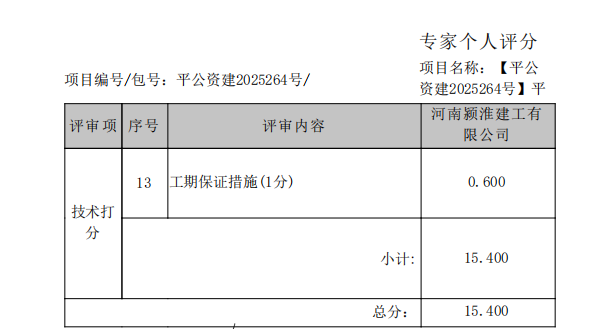 专家个人评分
项目编号/包号：平公资建2025264号/
项目名称：【平公
资建2025264号】平
评审项
序号
评审内容
河南颍淮建工有
限公司
13
工期保证措施(1分)
0.600
技术打
分
小计:
15.400
总分:
15.400